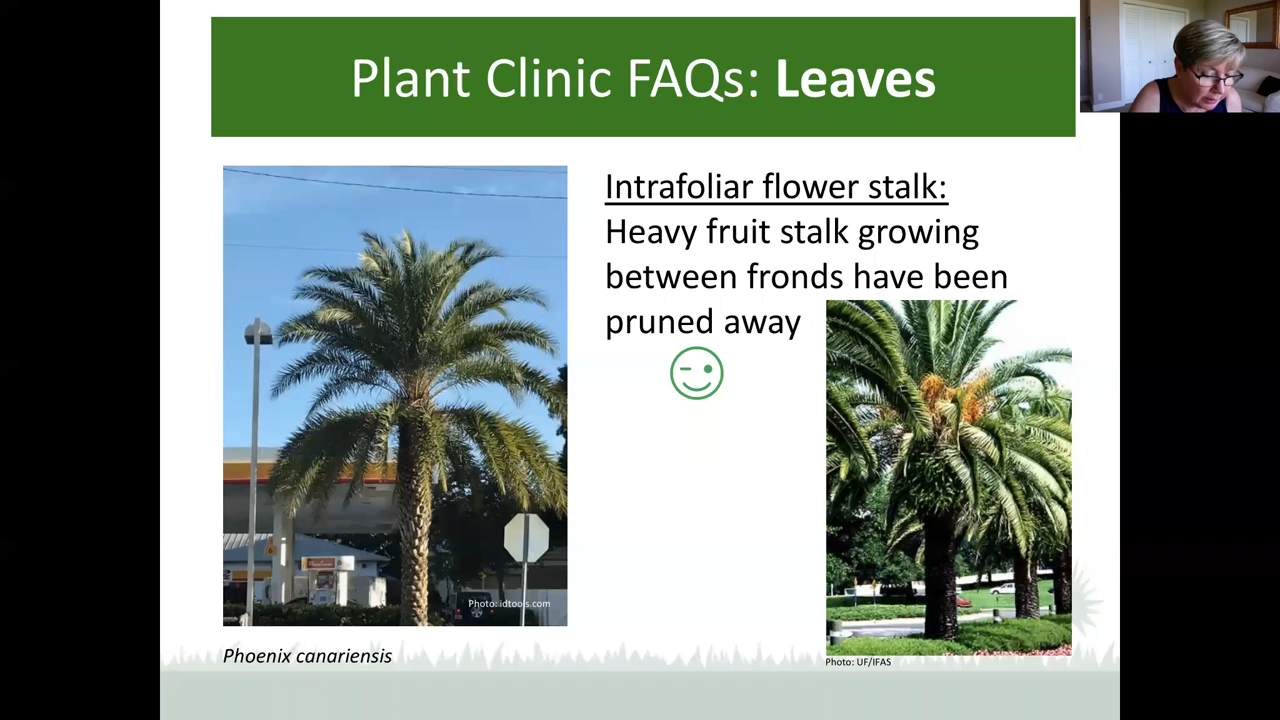 Plant Clinic FAQs: Leaves
Intrafoliar flower stalk:
Heavy fruit stalk growing
between fronds have been
pruned away
Photo: idtools.com
Phoenix canariensis
Photo: UF/IFAS